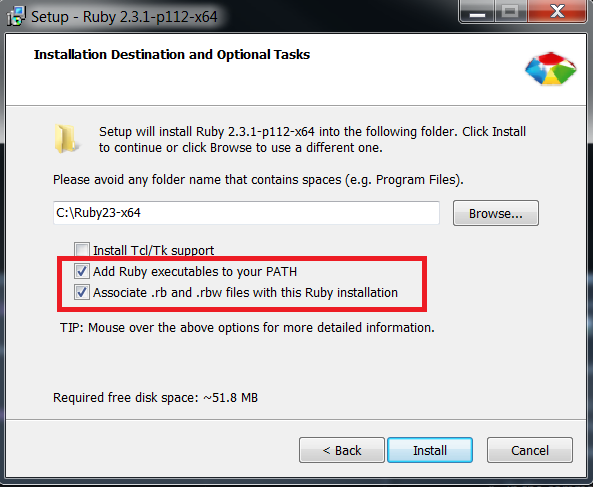 Setup - Ruby 2.3.1-p112-x64
Installation Destination and Optional Tasks
Setup will install Ruby 2.3.1-p112-x64 into the following folder. Click Install
to continue or click Browse to use a different one.
Please avoid any folder name that contains spaces (e.g. Program Files).
C:\Ruby23-x64
Browse...
Install Tcl/Tk support
Add Ruby executables to your PATH
Associate .rb and .rbw files with this Ruby installation
TIP: Mouse over the above options for more detailed information.
Required free disk space: ~51.8 MB
< Back
Install
Cancel